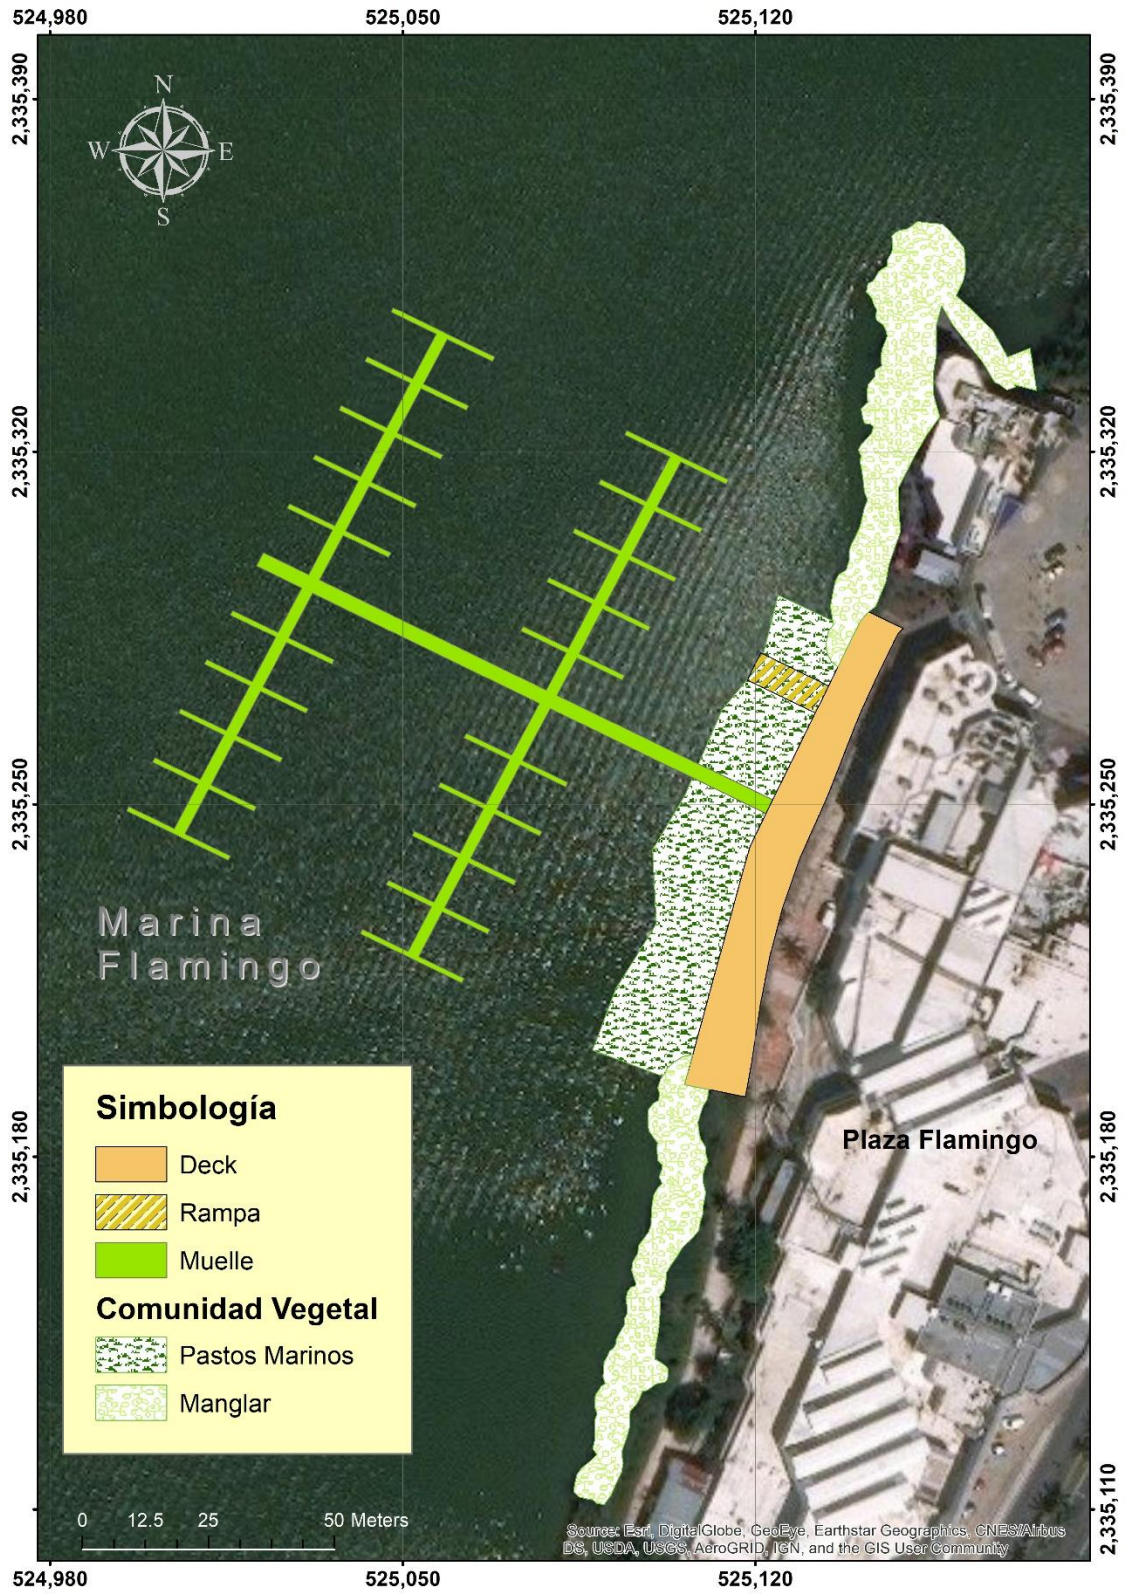 524,980 525,050 525,120
2,335,390 2,335,390
N
W E
S
2,335,320 2,335,320
2,335,250 2,335,250
Marina
Flamingo
Simbología
Deck
Rampa
Muelle
Comunidad Vegetal
Pastos Marinos
Manglar
Plaza Flamingo
2,335,180 2,335,180
2,335,110
0 12.5 25 50 Meters
Source: Esri, DigitalGlobe, GeoEye, Earthstar Geographics, CNES/Airbus
DS, USDA, USGS, AeroGRID, IGN, and the GIS User Community
524,980 525,050 525,120